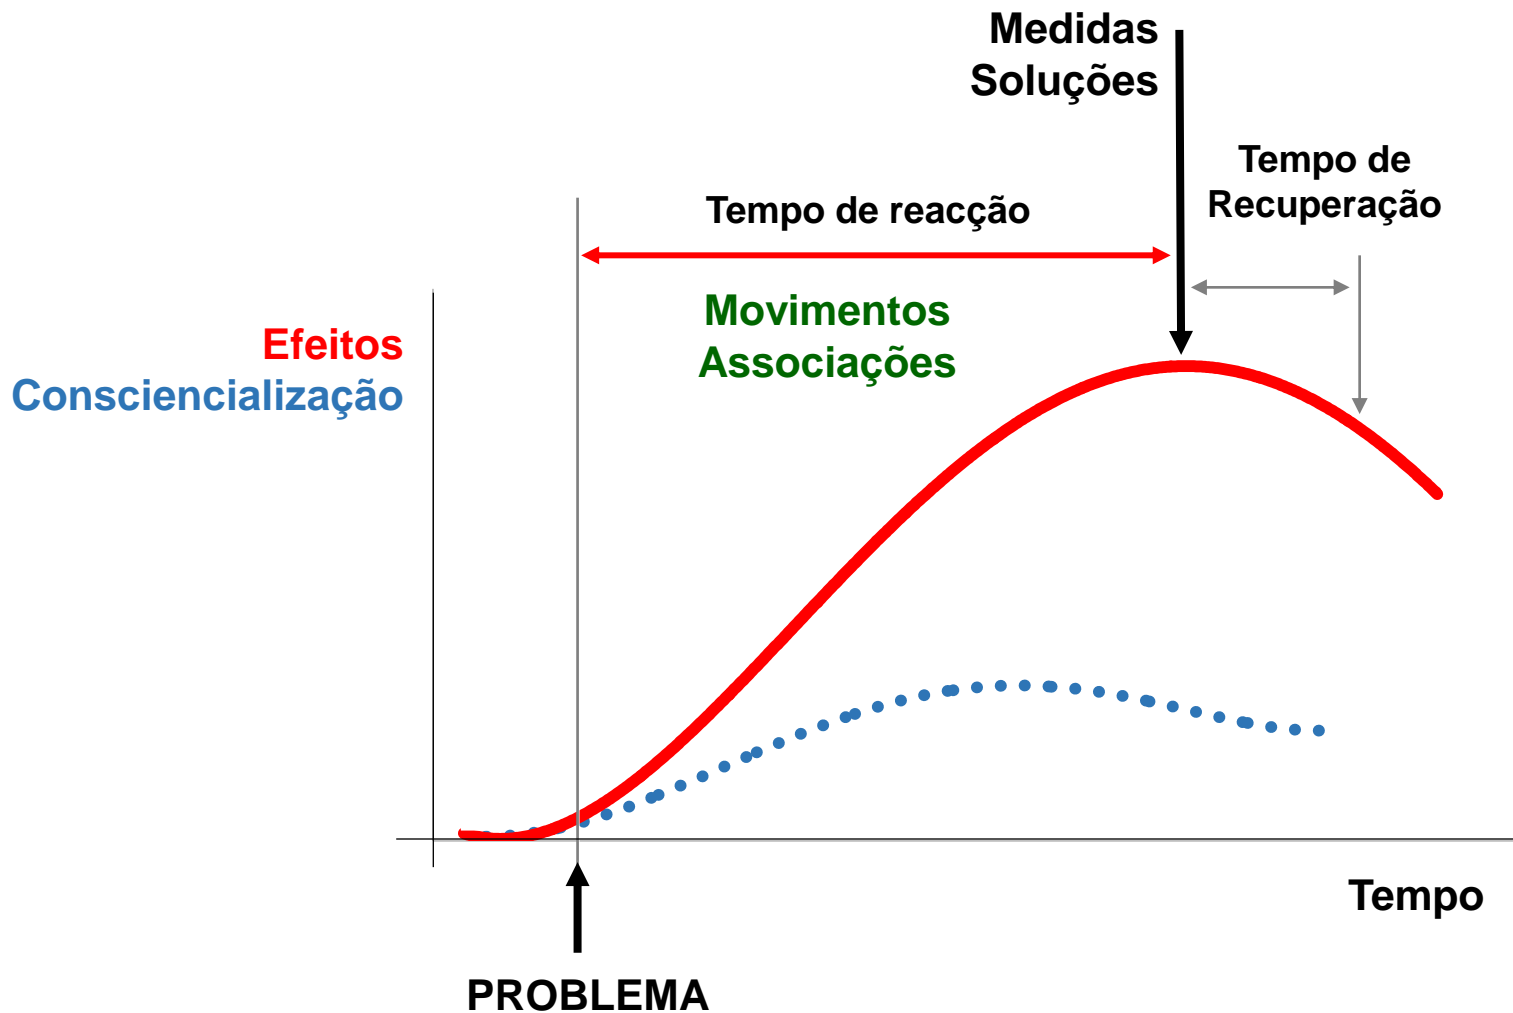 Medidas
Soluções
Tempo de
Recuperação
Tempo de reacção
Movimentos
Associações
Efeitos
Consciencialização
Tempo
PROBLEMA